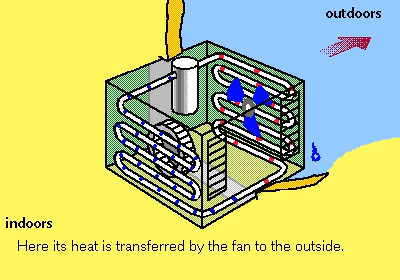 outdoors
indoors
Here its heat is transferred by the fan to the outside.